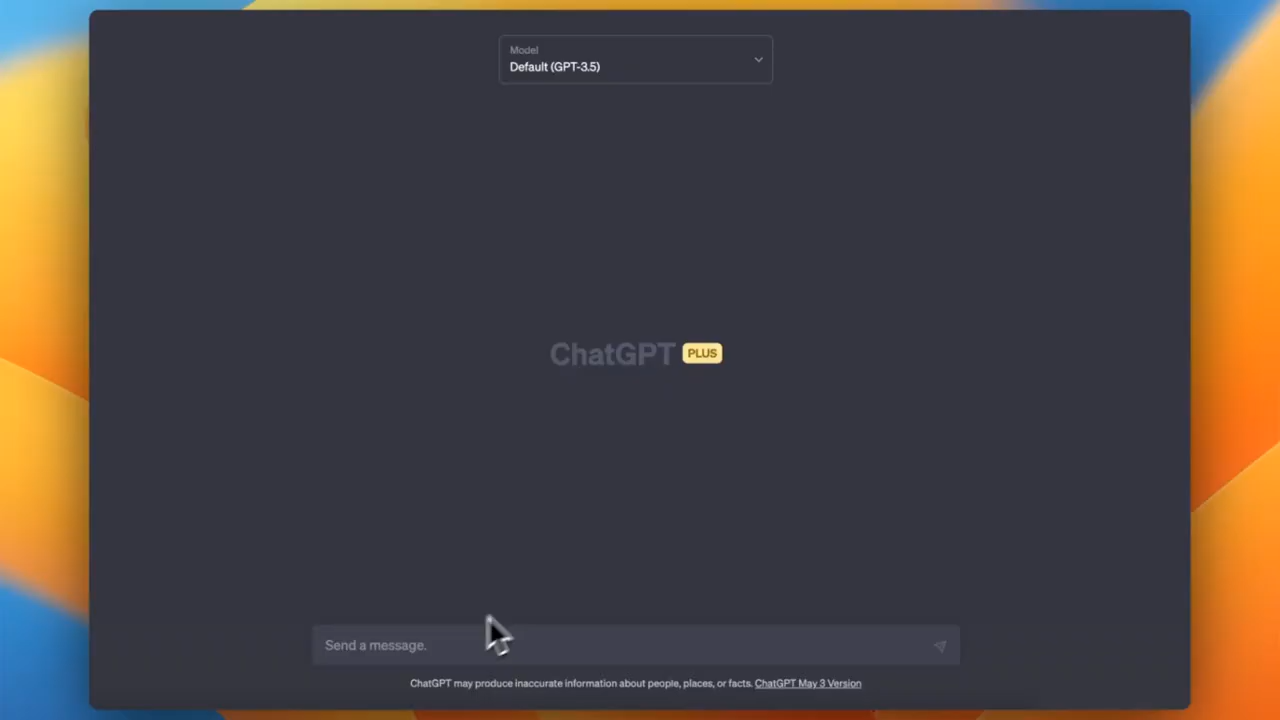 Model
Default (GPT-3.5)
ChatGPT PLUS
Send a message.
ChatGPT may produce inaccurate information about people, places, or facts. ChatGPT May 3 Version